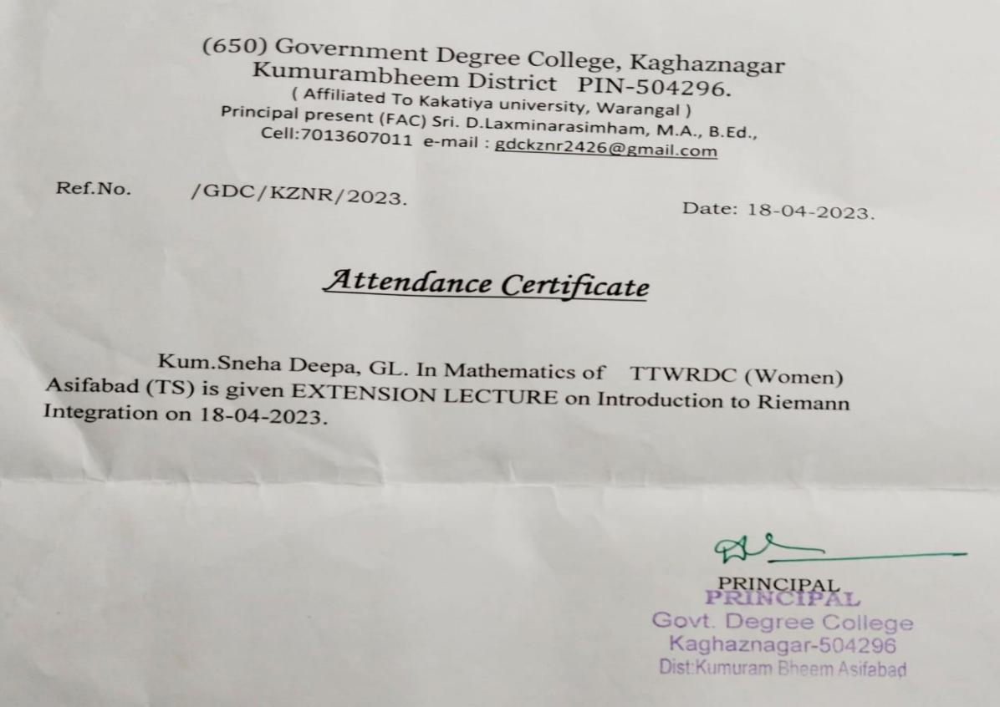 (650) Government Degree College, Kaghaznagar
Kumurambheem District PIN-504296.
( Affiliated To Kakatiya university, Warangal )
Principal present (FAC) Sri. D.Laxminarasimham, M.A., B.Ed.,
Cell:7013607011 e-mail : gdckznr2426@gmail.com
Ref.No. /GDC/KZNR/2023.
Date: 18-04-2023.
Attendance Certificate
Kum.Sneha Deepa, GL. In Mathematics of TTWRDC (Women)
Asifabad (TS) is given EXTENSION LECTURE on Introduction to Riemann
Integration on 18-04-2023.
PRINCIPAL
PRINCIPAL
Govt. Degree College
Kaghaznagar-504296
Dist:Kumuram Bheem Asifabad